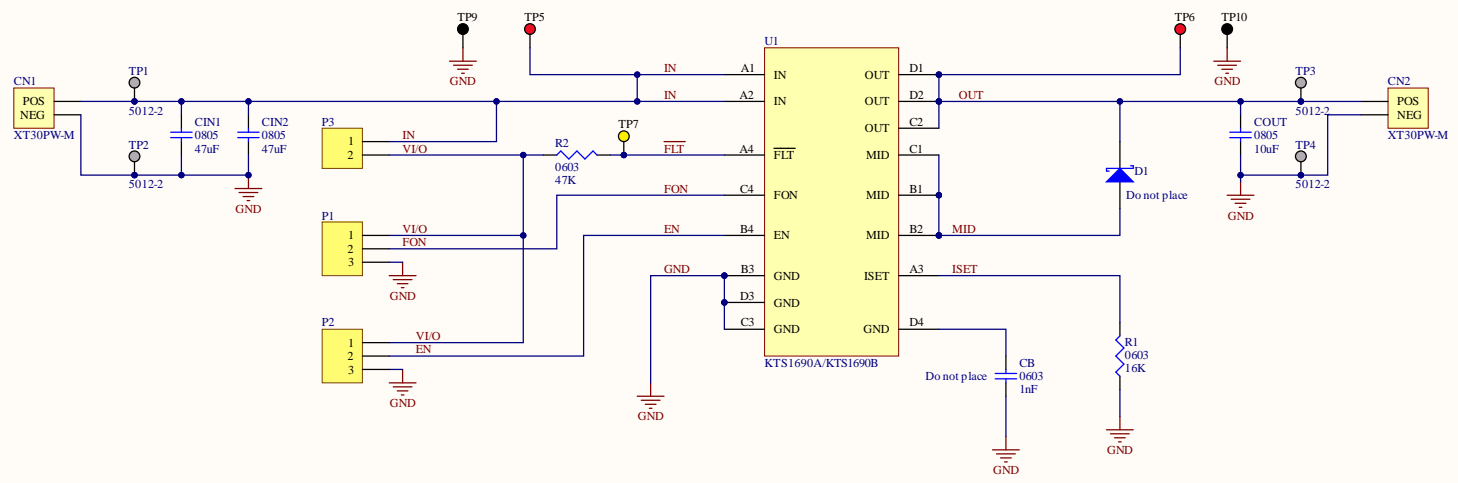 TP9
GND
TP5
TP6
TP10
GND
CN1
POS
NEG
XT30PW-M
TP1
5012-2
TP2
5012-2
CIN1
0805
47uF
CIN2
0805
47uF
GND
P3
1
2
IN
VI/O
R2
0603
47K
TP7
P1
1
2
3
VI/O
FON
GND
P2
1
2
3
VI/O
EN
GND
IN
IN
FLT
FON
EN
GND
GND
U1
A1 IN
A2 IN
A4 FLT
C4 FON
B4 EN
B3 GND
D3 GND
C3 GND
OUT D1
OUT D2
OUT C2
MID C1
MID B1
MID B2
ISET A3
GND D4
KTS1690A/KTS1690B
OUT
MID
ISET
D1
Do not place
Do not place
CB
0603
1nF
GND
R1
0603
16K
GND
COUT
0805
10uF
GND
TP3
5012-2
TP4
5012-2
CN2
POS
NEG
XT30PW-M